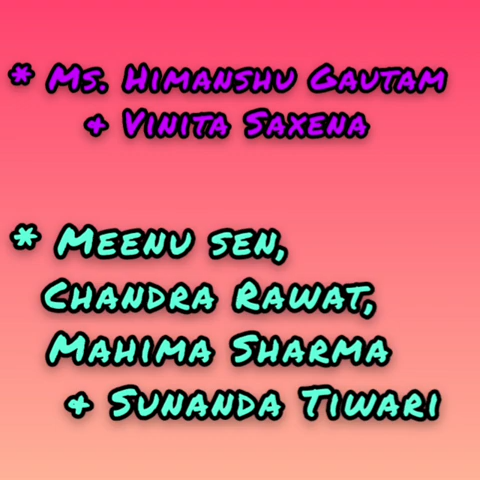 * Ms. Himanshu Gautam
& Vinita Saxena
* Meenu sen,
Chandra Rawat,
Mahima Sharma
& Sunanda Tiwari